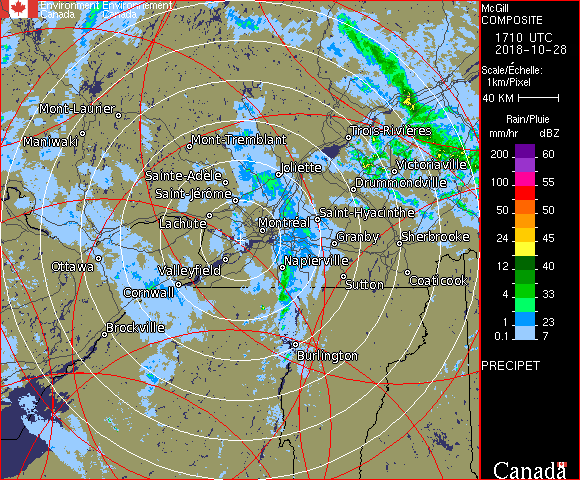 Environment Environnement
Canada Canada
Mont-Laurier
Maniwaki
Mont-Tremblant
Trois-Rivières
Joliette
Victoriaville
Sainte-Adèle
Drummondville
Saint-Jérôme
Lachute
Saint-Hyacinthe
Montréal
Granby
Sherbrooke
Ottawa
Valleyfield
Napierville
Coaticook
Sutton
Cornwall
Brockville
Burlington
McGill
COMPOSITE
1710 UTC
2018-10-28
Scale/Échelle:
1km/Pixel
40 KM
Rain/Pluie
mm/hr dBZ
200 60
100 55
50 50
24 45
12 40
4 33
1 23
0.1 7
PRECIPET
Canada